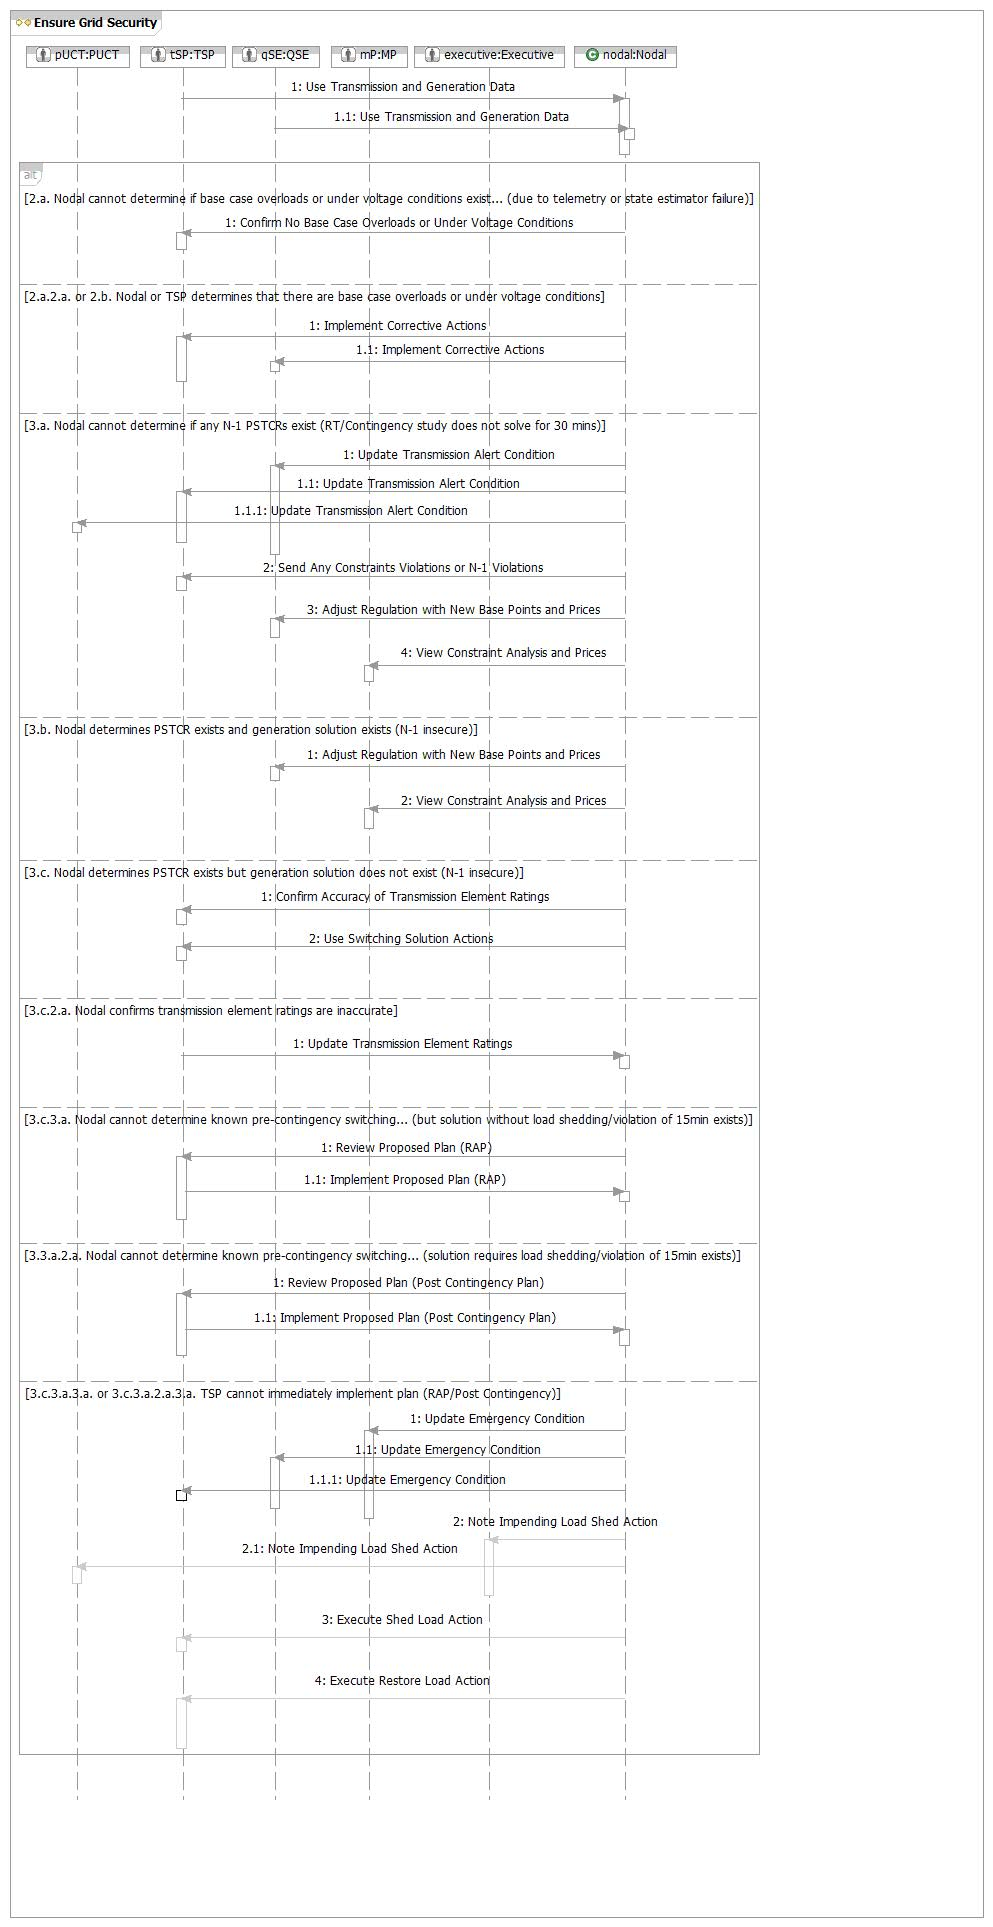 Ensure Grid Security
pUCT:PUCT tSP:TSP qSE:QSE mP:MP executive:Executive nodal:Nodal
1: Use Transmission and Generation Data
1.1: Use Transmission and Generation Data
alt
[2.a. Nodal cannot determine if base case overloads or under voltage conditions exist... (due to telemetry or state estimator failure)]
1: Confirm No Base Case Overloads or Under Voltage Conditions
[2.a.2.a. or 2.b. Nodal or TSP determines that there are base case overloads or under voltage conditions]
1: Implement Corrective Actions
1.1: Implement Corrective Actions
[3.a. Nodal cannot determine if any N-1 PSTCRs exist (RT/Contingency study does not solve for 30 mins)]
1: Update Transmission Alert Condition
1.1: Update Transmission Alert Condition
1.1.1: Update Transmission Alert Condition
2: Send Any Constraints Violations or N-1 Violations
3: Adjust Regulation with New Base Points and Prices
4: View Constraint Analysis and Prices
[3.b. Nodal determines PSTCR exists and generation solution exists (N-1 insecure)]
1: Adjust Regulation with New Base Points and Prices
2: View Constraint Analysis and Prices
[3.c. Nodal determines PSTCR exists but generation solution does not exist (N-1 insecure)]
1: Confirm Accuracy of Transmission Element Ratings
2: Use Switching Solution Actions
[3.c.2.a. Nodal confirms transmission element ratings are inaccurate]
1: Update Transmission Element Ratings
[3.c.3.a. Nodal cannot determine known pre-contingency switching... (but solution without load shedding/violation of 15min exists)]
1: Review Proposed Plan (RAP)
1.1: Implement Proposed Plan (RAP)
[3.3.a.2.a. Nodal cannot determine known pre-contingency switching... (solution requires load shedding/violation of 15min exists)]
1: Review Proposed Plan (Post Contingency Plan)
1.1: Implement Proposed Plan (Post Contingency Plan)
[3.c.3.a.3.a. or 3.c.3.a.2.a.3.a. TSP cannot immediately implement plan (RAP/Post Contingency)]
1: Update Emergency Condition
1.1: Update Emergency Condition
1.1.1: Update Emergency Condition
2: Note Impending Load Shed Action
2.1: Note Impending Load Shed Action
3: Execute Shed Load Action
4: Execute Restore Load Action